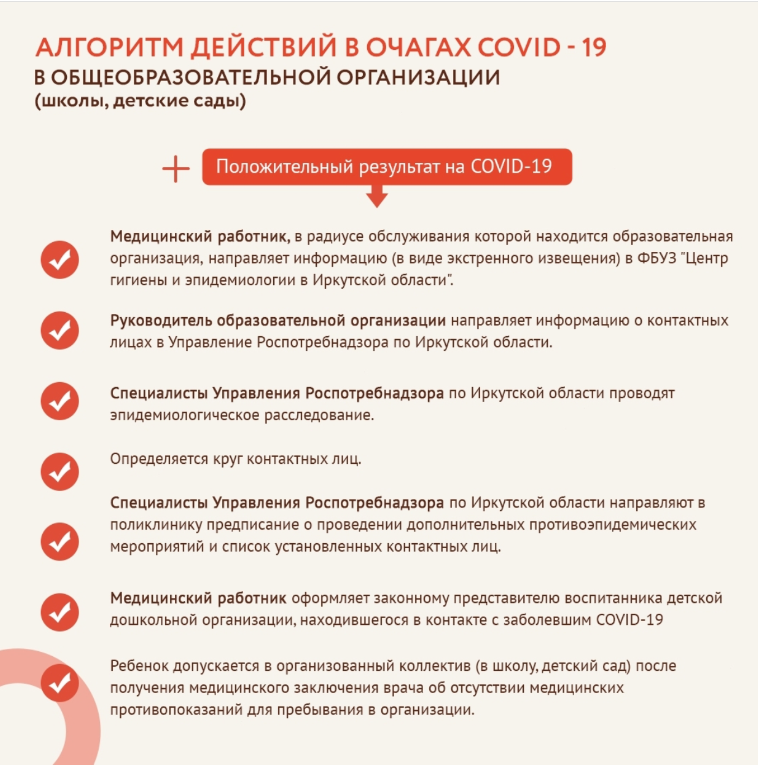 АЛГОРИТМ ДЕЙСТВИЙ В ОЧАГАХ COVID - 19
В ОБЩЕОБРАЗОВАТЕЛЬНОЙ ОРГАНИЗАЦИИ
(школы, детские сады)
Положительный результат на COVID-19
Медицинский работник, в радиусе обслуживания которой находится образовательная
организация, направляет информацию (в виде экстренного извещения) в ФБУЗ "Центр
гигиены и эпидемиологии в Иркутской области".
Руководитель образовательной организации направляет информацию о контактных
лицах в Управление Роспотребнадзора по Иркутской области.
Специалисты Управления Роспотребнадзора по Иркутской области проводят
эпидемиологическое расследование.
Определяется круг контактных лиц.
Специалисты Управления Роспотребнадзора по Иркутской области направляют в
поликлинику предписание о проведении дополнительных противоэпидемических
мероприятий и список установленных контактных лиц.
Медицинский работник оформляет законному представителю воспитанника детской
дошкольной организации, находившегося в контакте с заболевшим COVID-19
Ребенок допускается в организованный коллектив (в школу, детский сад) после
получения медицинского заключения врача об отсутствии медицинских
противопоказаний для пребывания в организации.